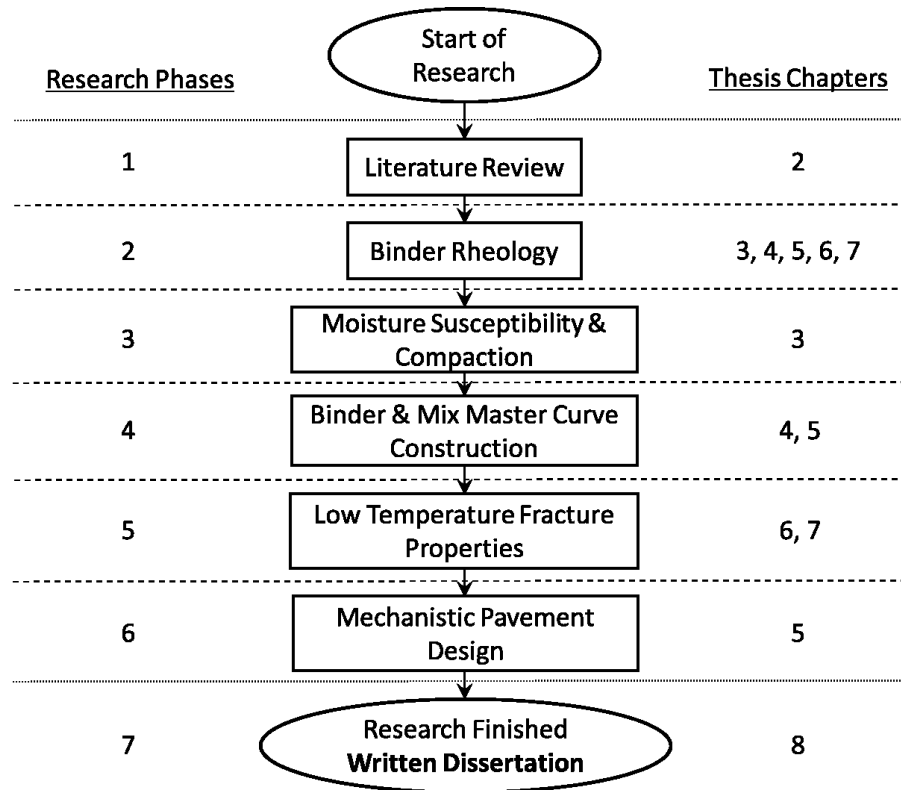 Start of
Research
Research Phases
Thesis Chapters
1
Literature Review
2
2
Binder Rheology
3, 4, 5, 6, 7
3
Moisture Susceptibility &
Compaction
3
4
Binder & Mix Master Curve
Construction
4, 5
5
Low Temperature Fracture
Properties
6, 7
6
Mechanistic Pavement
Design
5
7
Research Finished
Written Dissertation
8